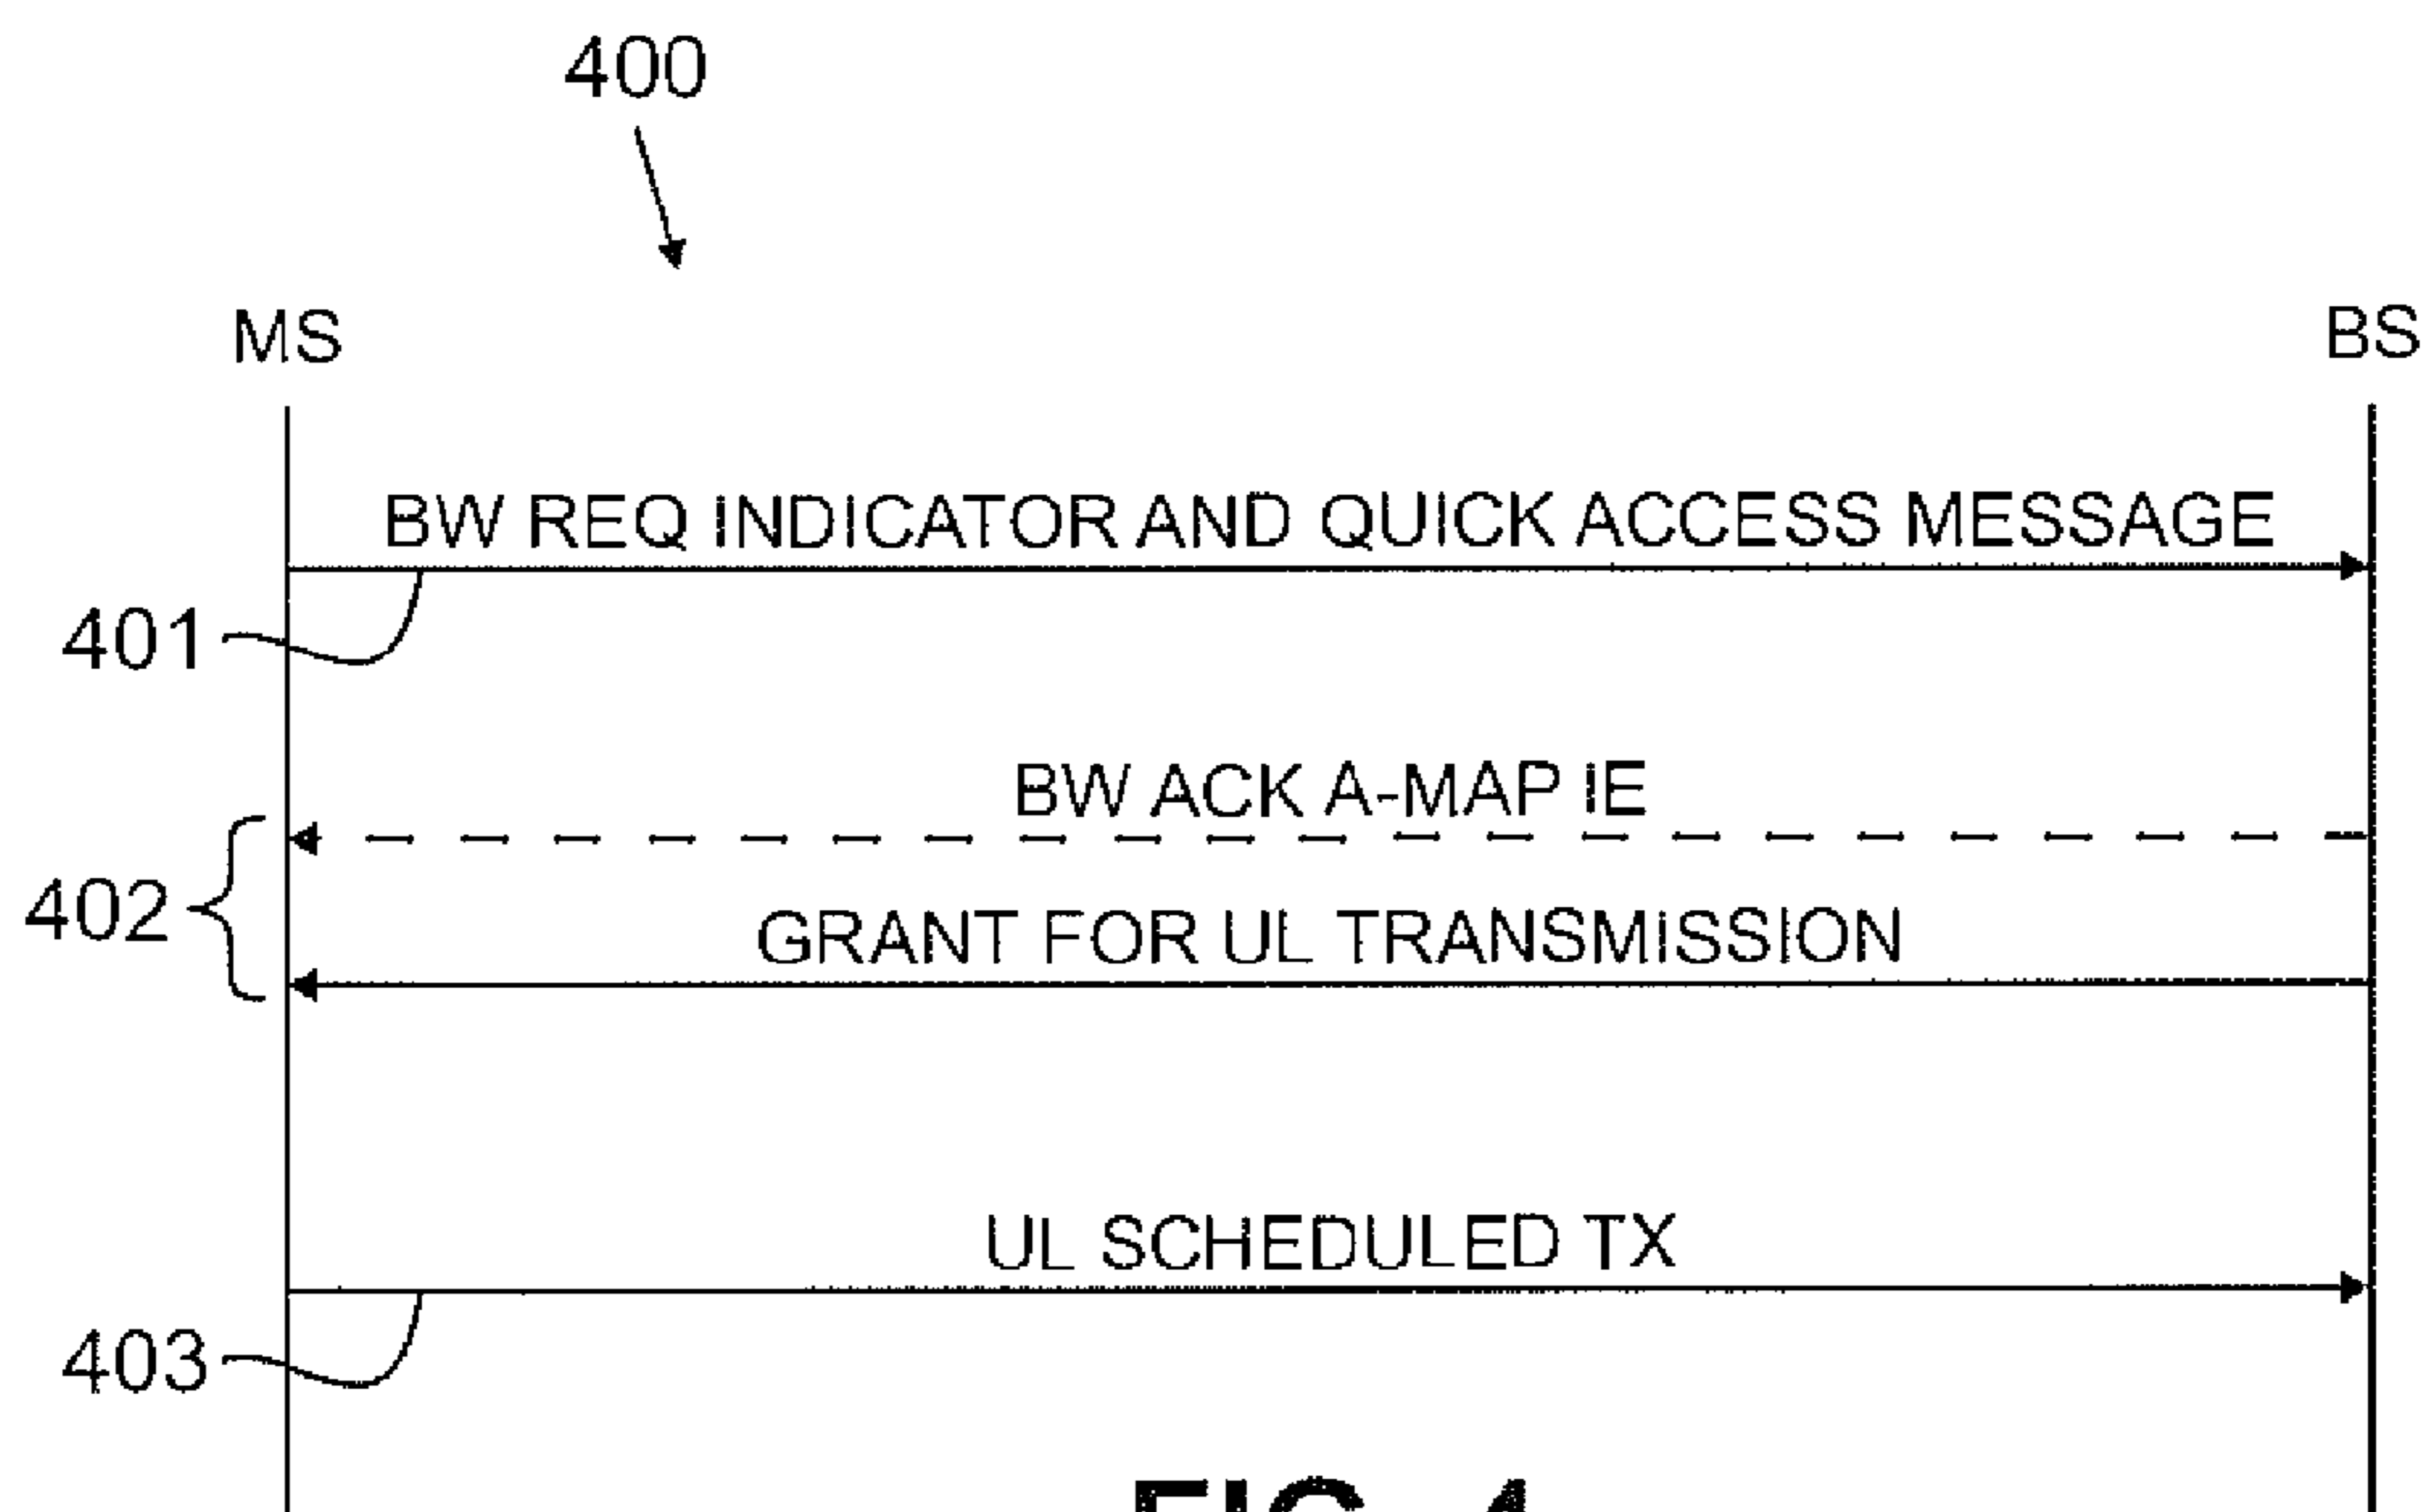 400
MS
BS
BW REQ INDICATOR AND QUICK ACCESS MESSAGE
401
BW ACK A-MAP IE
402
GRANT FOR UL TRANSMISSION
UL SCHEDULED TX
403